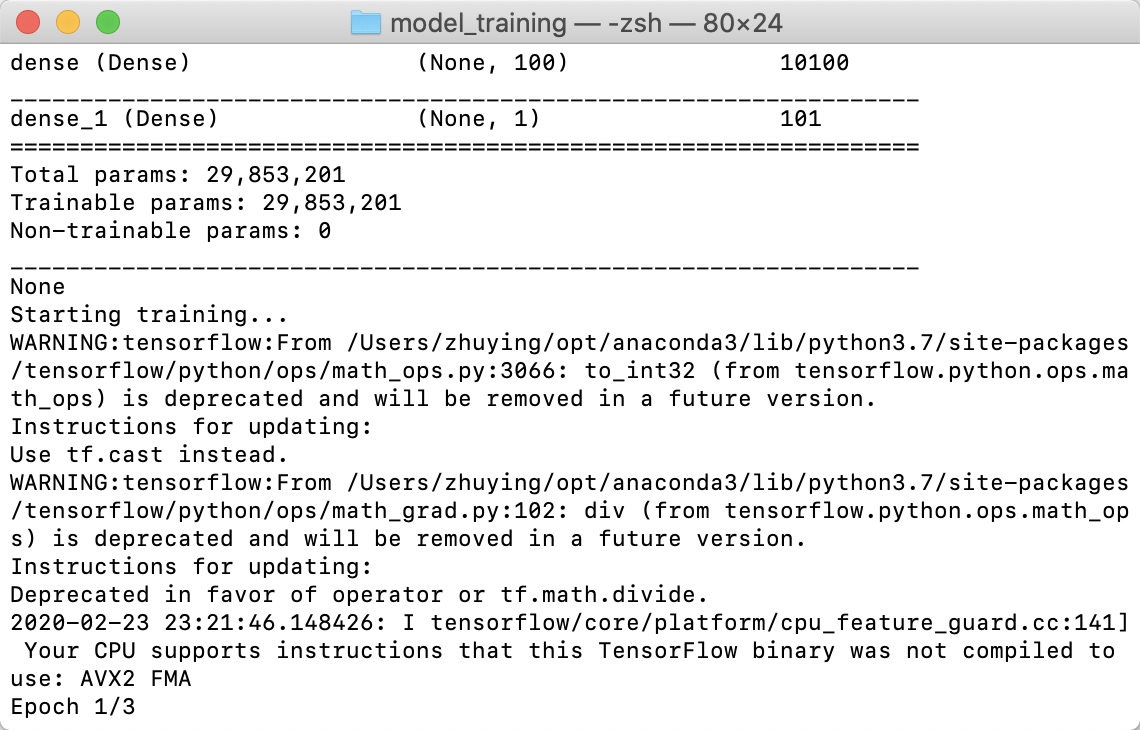 model_training — -zsh — 80×24
dense (Dense)                (None, 100)               10100
_________________________________________________________________
dense_1 (Dense)              (None, 1)                 101
=================================================================
Total params: 29,853,201
Trainable params: 29,853,201
Non-trainable params: 0
_________________________________________________________________
None
Starting training...
WARNING:tensorflow:From /Users/zhuying/opt/anaconda3/lib/python3.7/site-packages
/tensorflow/python/ops/math_ops.py:3066: to_int32 (from tensorflow.python.ops.ma
th_ops) is deprecated and will be removed in a future version.
Instructions for updating:
Use tf.cast instead.
WARNING:tensorflow:From /Users/zhuying/opt/anaconda3/lib/python3.7/site-packages
/tensorflow/python/ops/math_grad.py:102: div (from tensorflow.python.ops.math_op
s) is deprecated and will be removed in a future version.
Instructions for updating:
Deprecated in favor of operator or tf.math.divide.
2020-02-23 23:21:46.148426: I tensorflow/core/platform/cpu_feature_guard.cc:141]
 Your CPU supports instructions that this TensorFlow binary was not compiled to
use: AVX2 FMA
Epoch 1/3